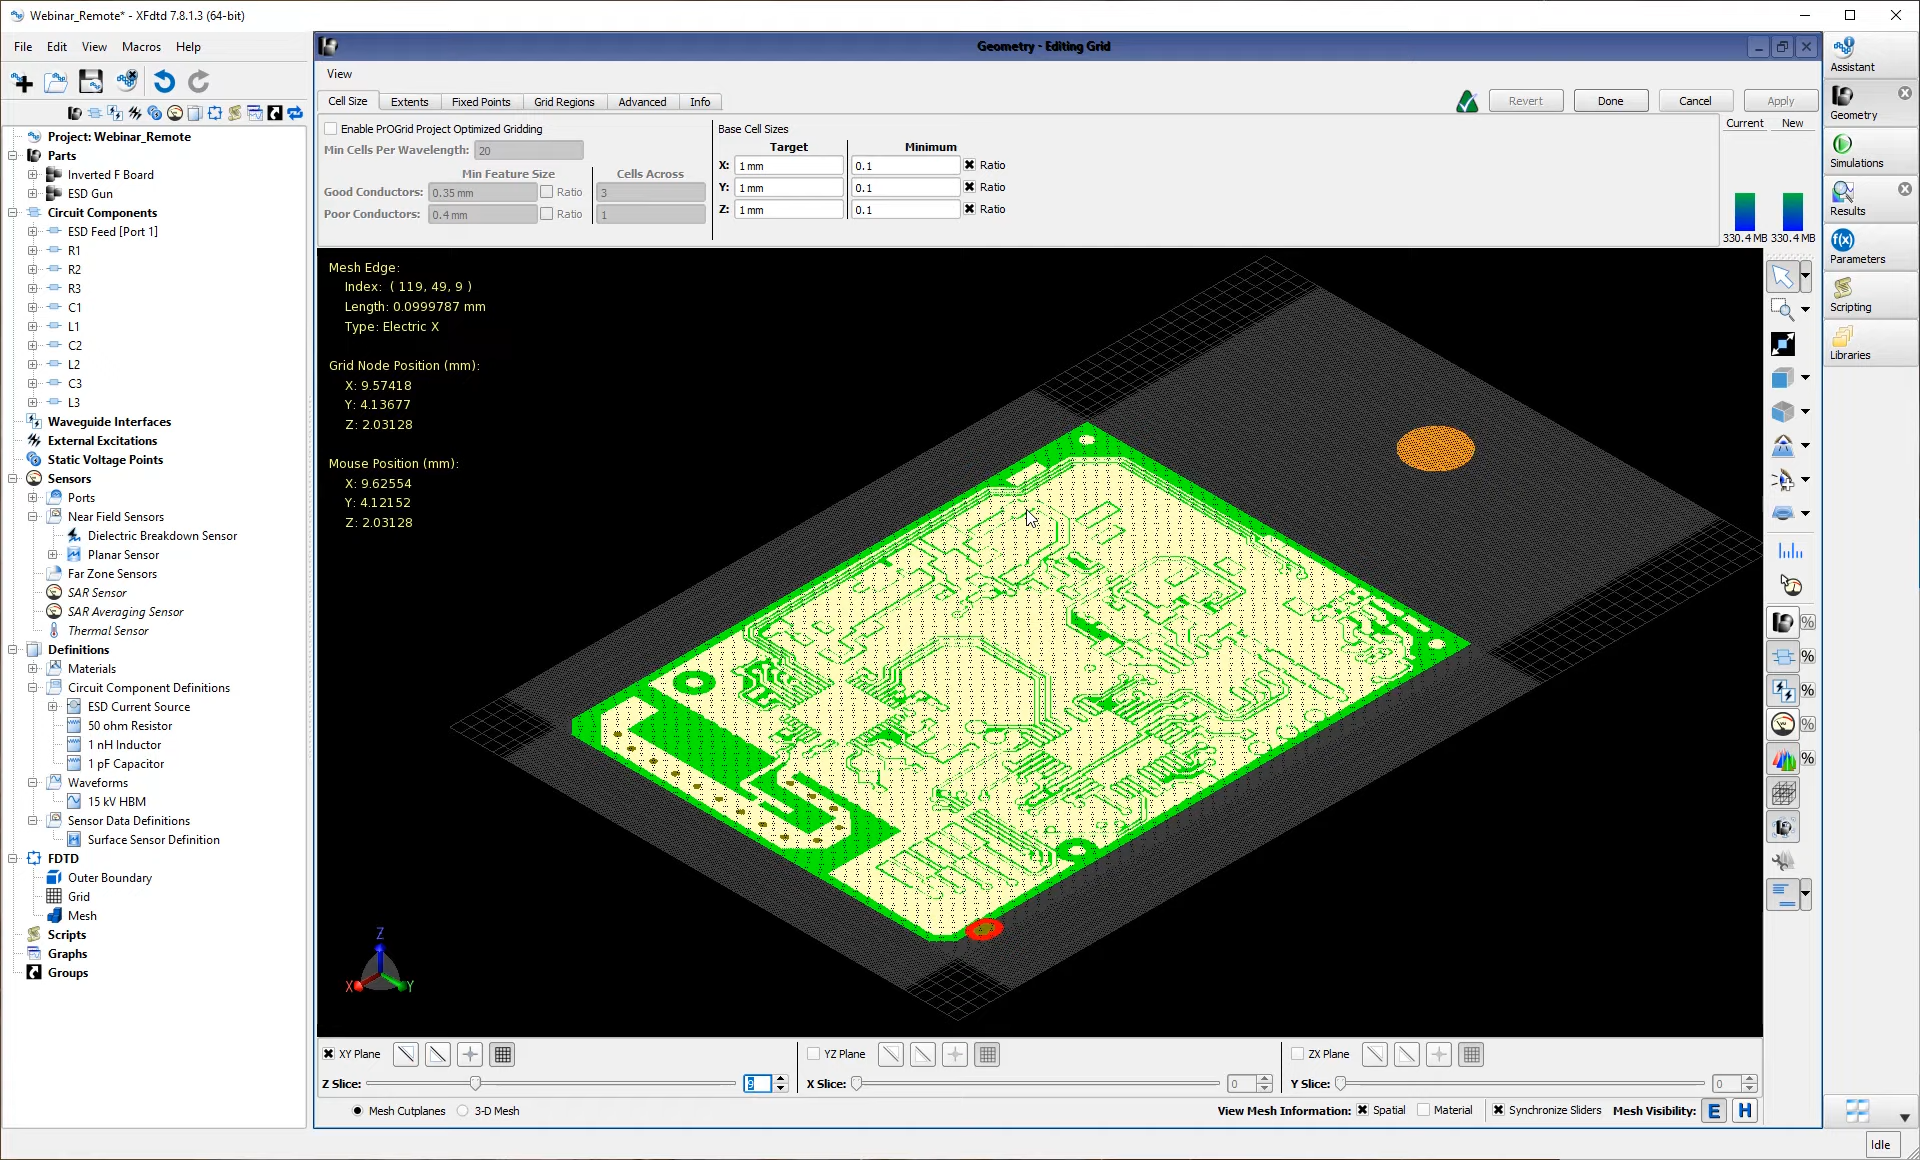 Webinar_Remote* - XFdtd 7.8.1.3 (64-bit)
File Edit View Macros Help
Project: Webinar_Remote
Parts
Inverted F Board
ESD Gun
Circuit Components
ESD Feed [Port 1]
R1
R2
R3
C1
L1
C2
L2
C3
L3
Waveguide Interfaces
External Excitations
Static Voltage Points
Sensors
Ports
Near Field Sensors
Dielectric Breakdown Sensor
Planar Sensor
Far Zone Sensors
SAR Sensor
SAR Averaging Sensor
Thermal Sensor
Definitions
Materials
Circuit Component Definitions
ESD Current Source
50 ohm Resistor
1 nH Inductor
1 pF Capacitor
Waveforms
15 kV HBM
Sensor Data Definitions
Surface Sensor Definition
FDTD
Outer Boundary
Grid
Mesh
Scripts
Graphs
Groups
Geometry - Editing Grid
View
Cell Size Extents Fixed Points Grid Regions Advanced Info
Revert Done Cancel Apply
Enable PrOGrid Project Optimized Gridding
Min Cells Per Wavelength: 20
Min Feature Size Cells Across
Good Conductors: 0.35 mm Ratio 3
Poor Conductors: 0.4 mm Ratio 1
Base Cell Sizes
Target Minimum
X: 1 mm 0.1 Ratio
Y: 1 mm 0.1 Ratio
Z: 1 mm 0.1 Ratio
Current New
330.4 MB 330.4 MB
Mesh Edge:
Index: ( 119, 49, 9 )
Length: 0.0999787 mm
Type: Electric X
Grid Node Position (mm):
X: 9.57418
Y: 4.13677
Z: 2.03128
Mouse Position (mm):
X: 9.62554
Y: 4.12152
Z: 2.03128
Z
X Y
% % % % %
XY Plane YZ Plane ZX Plane
Z Slice: 9 X Slice: 0 Y Slice: 0
Mesh Cutplanes 3-D Mesh
View Mesh Information: Spatial Material Synchronize Sliders Mesh Visibility: E H
Assistant
Geometry
Simulations
Results
f(x)
Parameters
Scripting
Libraries
Idle